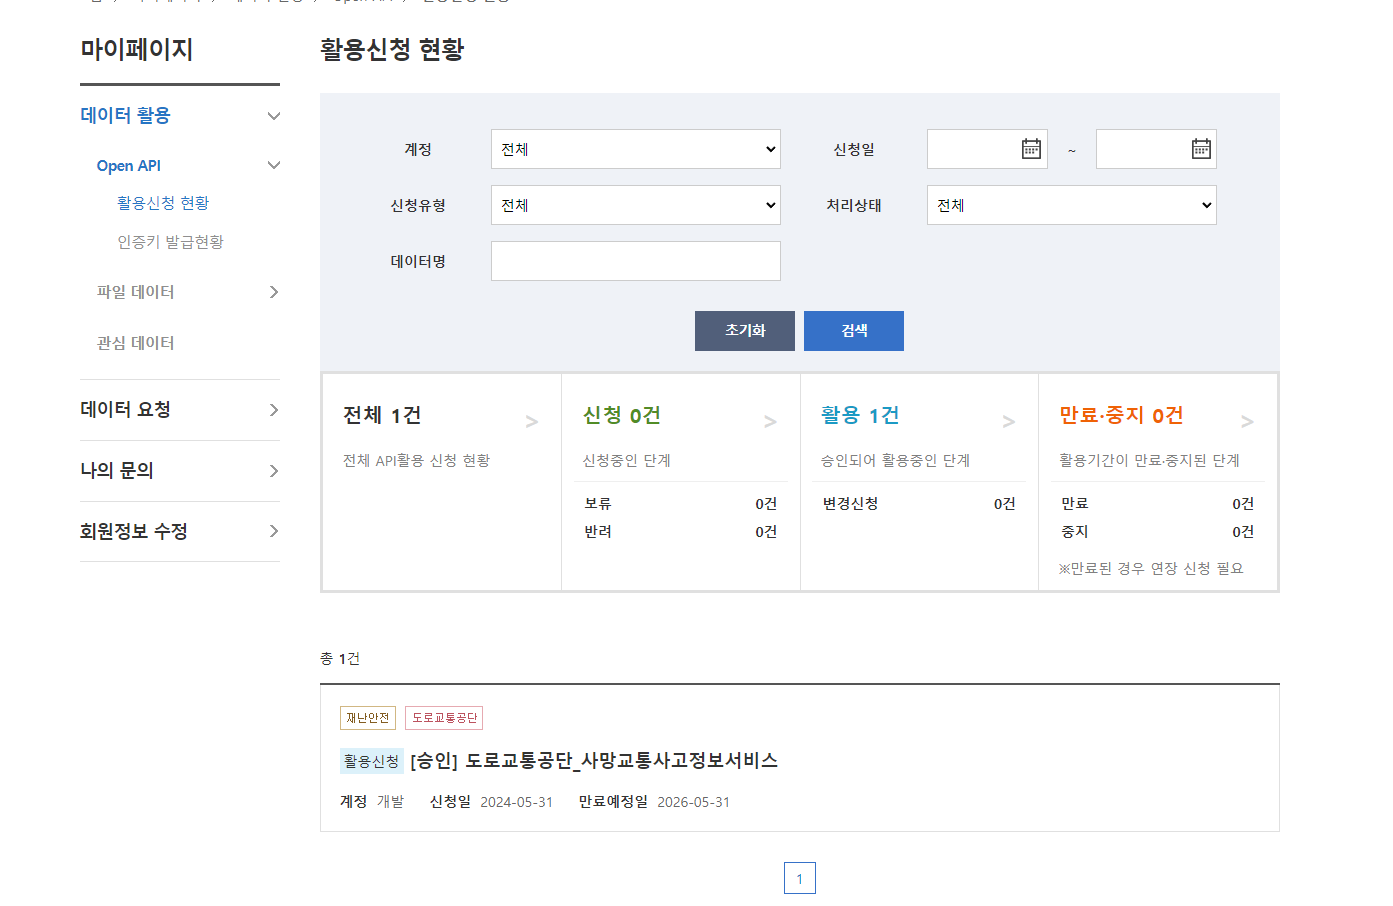 마이페이지
데이터 활용
Open API
활용신청 현황
인증키 발급현황
파일 데이터
관심 데이터
데이터 요청
나의 문의
회원정보 수정
활용신청 현황
계정 전체 신청일 ~
신청유형 전체 처리상태 전체
데이터명
초기화 검색
전체 1건 >
전체 API활용 신청 현황
신청 0건 >
신청중인 단계
보류 0건
반려 0건
활용 1건 >
승인되어 활용중인 단계
변경신청 0건
만료·중지 0건 >
활용기간이 만료·중지된 단계
만료 0건
중지 0건
※만료된 경우 연장 신청 필요
총 1건
재난안전 도로교통공단
활용신청 [승인] 도로교통공단_사망교통사고정보서비스
계정 개발 신청일 2024-05-31 만료예정일 2026-05-31
1